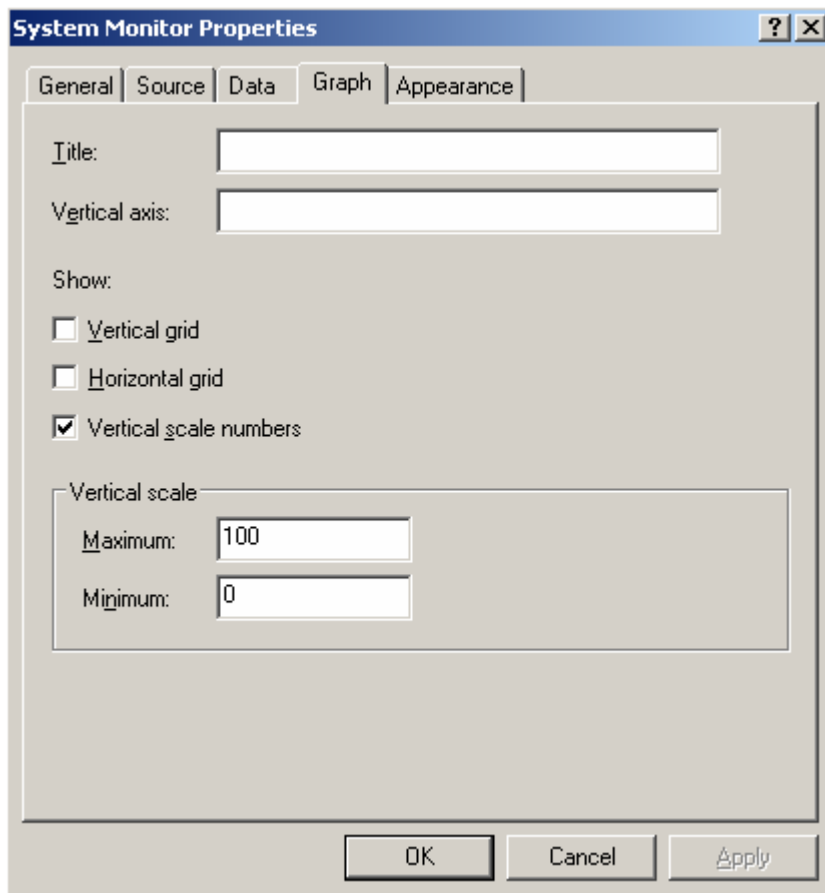 System Monitor Properties
General Source Data Graph Appearance
Title:
Vertical axis:
Show:
Vertical grid
Horizontal grid
Vertical scale numbers
Vertical scale
Maximum: 100
Minimum: 0
OK Cancel Apply